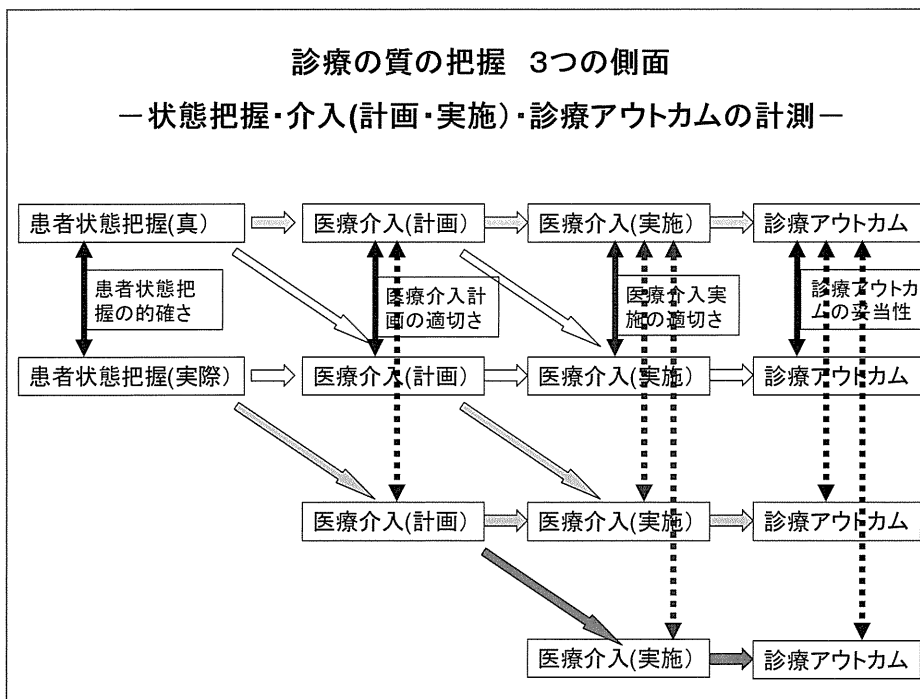 診療の質の把握 3つの側面
－状態把握・介入(計画・実施)・診療アウトカムの計測－
患者状態把握(真)
医療介入(計画)
医療介入(実施)
診療アウトカム
患者状態把
握の的確さ
医療介入計
画の適切さ
医療介入実
施の適切さ
診療アウトカ
ムの妥当性
患者状態把握(実際)
医療介入(計画)
医療介入(実施)
診療アウトカム
医療介入(計画)
医療介入(実施)
診療アウトカム
医療介入(実施)
診療アウトカム